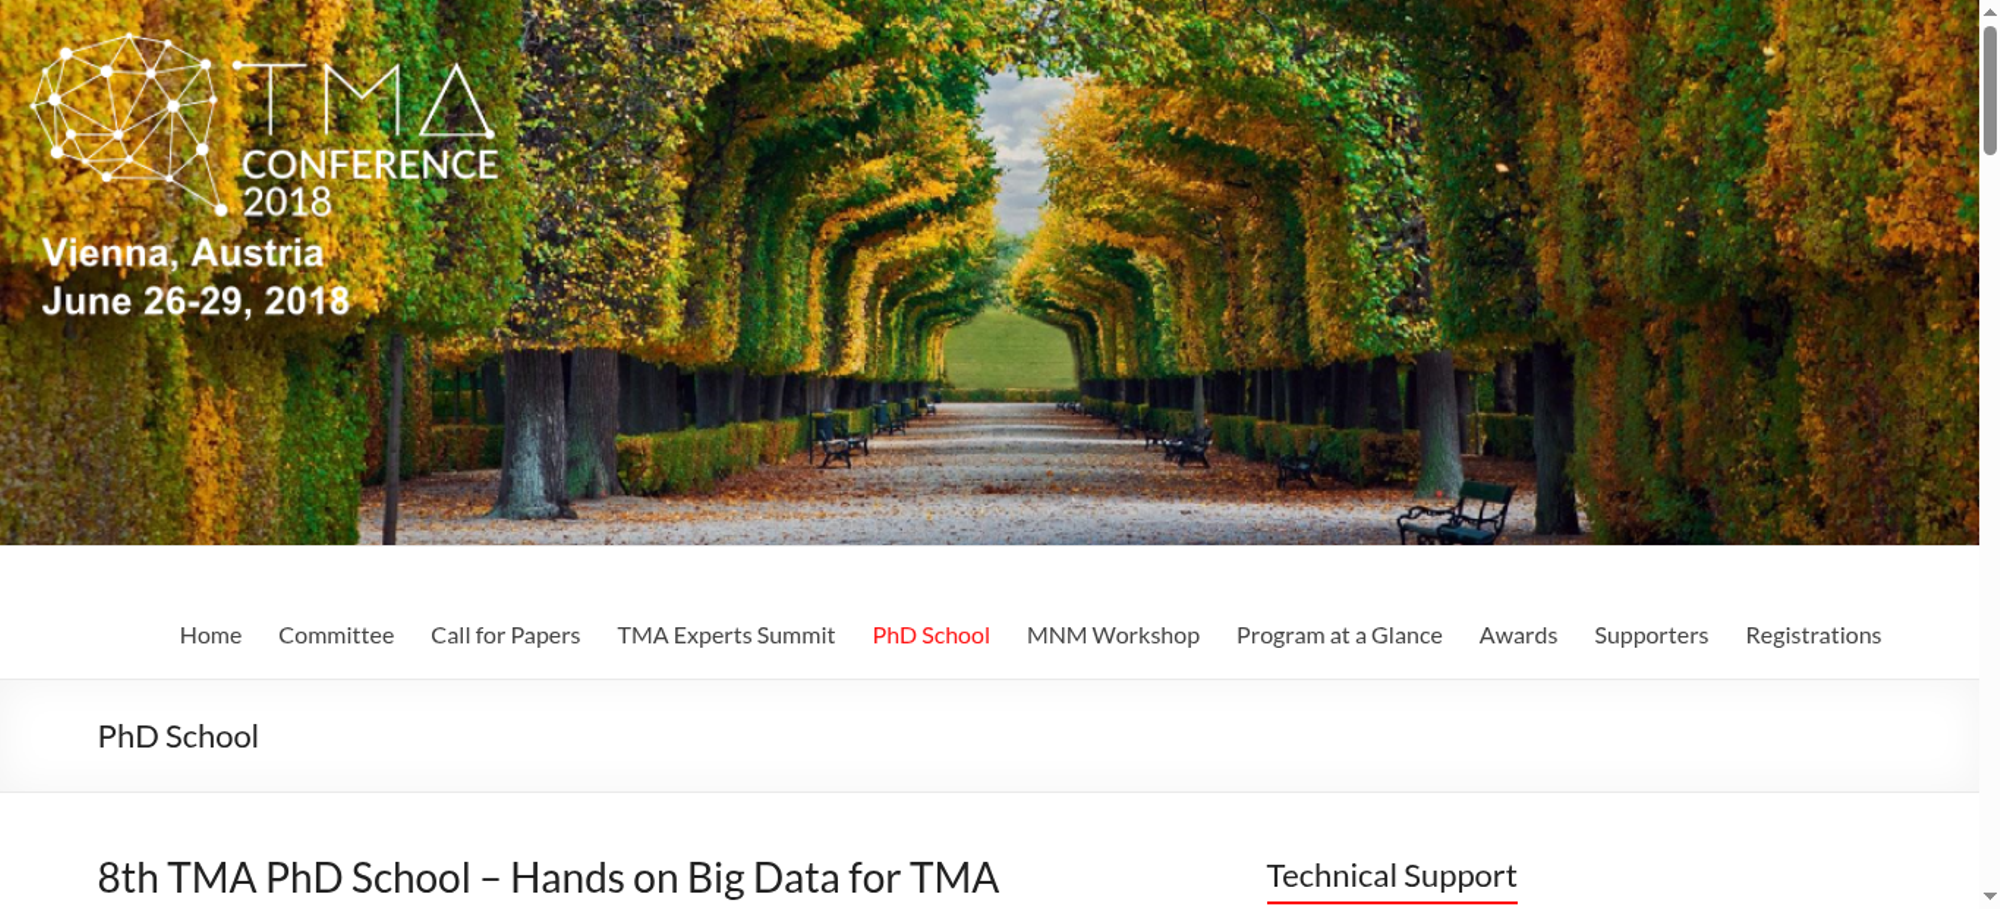 TMA
CONFERENCE
2018
Vienna, Austria
June 26-29, 2018
Home Committee Call for Papers TMA Experts Summit PhD School MNM Workshop Program at a Glance Awards Supporters Registrations
PhD School
8th TMA PhD School – Hands on Big Data for TMA
Technical Support